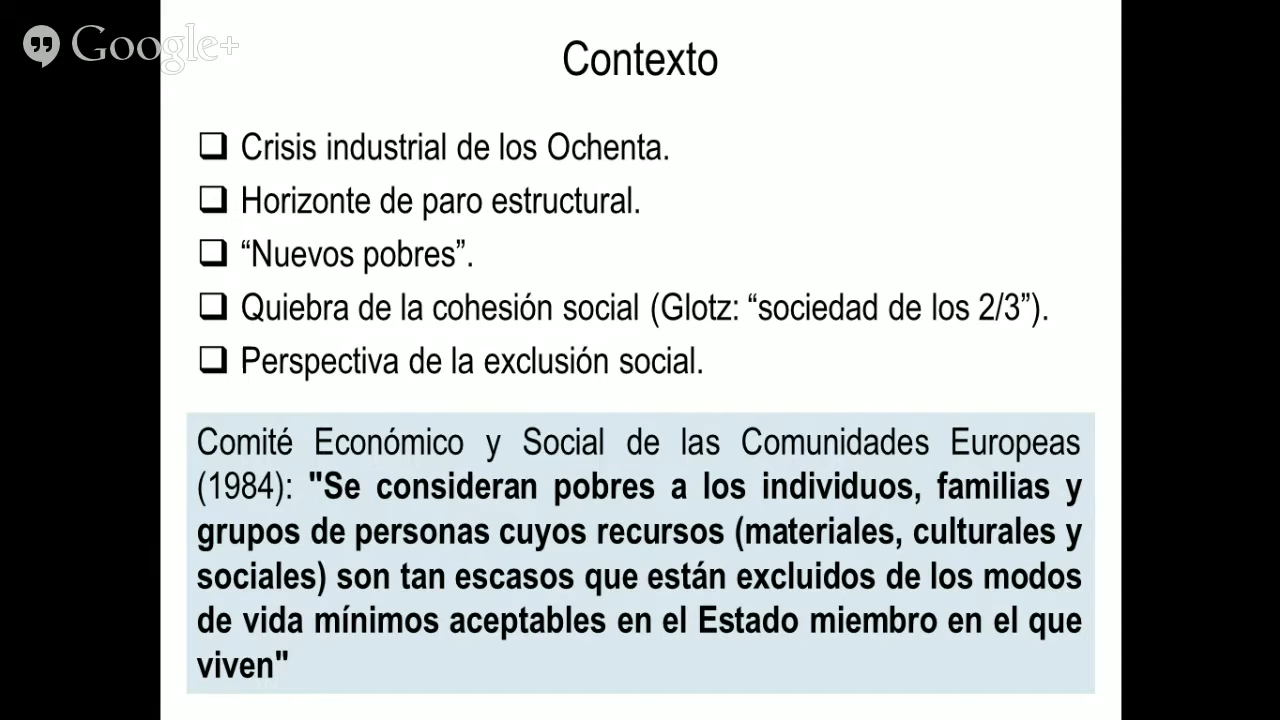 Google+
Contexto
Crisis industrial de los Ochenta.
Horizonte de paro estructural.
“Nuevos pobres”.
Quiebra de la cohesión social (Glotz: “sociedad de los 2/3”).
Perspectiva de la exclusión social.
Comité Económico y Social de las Comunidades Europeas
(1984): "Se consideran pobres a los individuos, familias y
grupos de personas cuyos recursos (materiales, culturales y
sociales) son tan escasos que están excluidos de los modos
de vida mínimos aceptables en el Estado miembro en el que
viven"